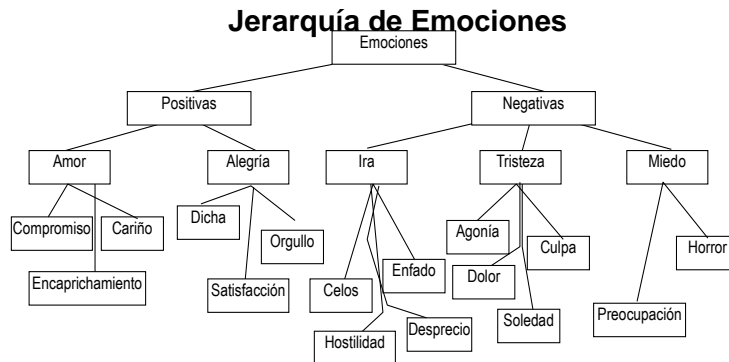 Jerarquía de Emociones
Emociones
Positivas
Negativas
Amor
Alegría
Ira
Tristeza
Miedo
Compromiso
Cariño
Encaprichamiento
Dicha
Orgullo
Satisfacción
Celos
Enfado
Hostilidad
Desprecio
Agonía
Culpa
Dolor
Soledad
Preocupación
Horror